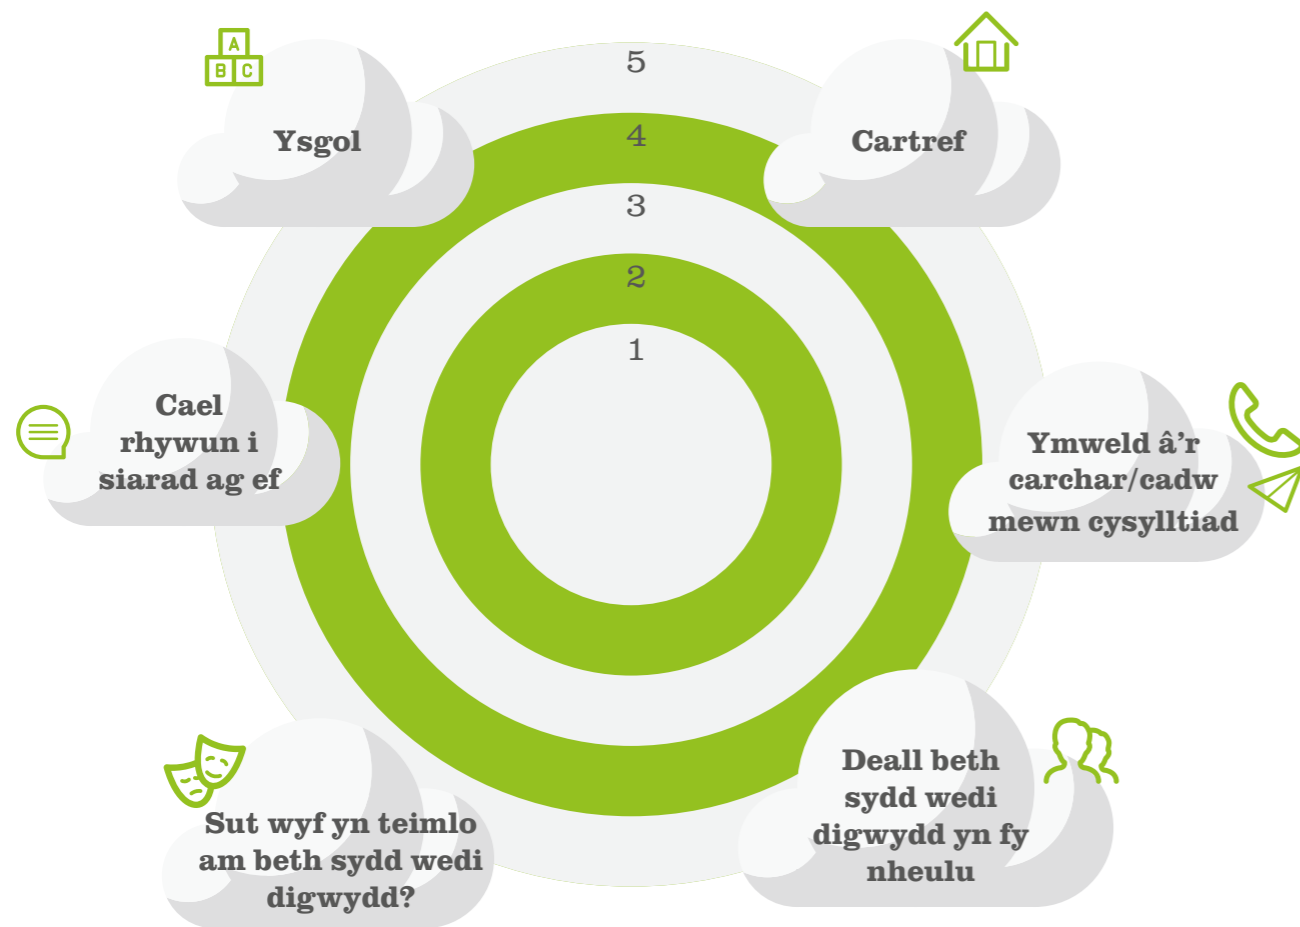 A
B C
Ysgol
Cartref
5
4
3
2
1
Cael
rhywun i
siarad ag ef
Ymweld â’r
carchar/cadw
mewn cysylltiad
Sut wyf yn teimlo
am beth sydd wedi
digwydd?
Deall beth
sydd wedi
digwydd yn fy
nheulu